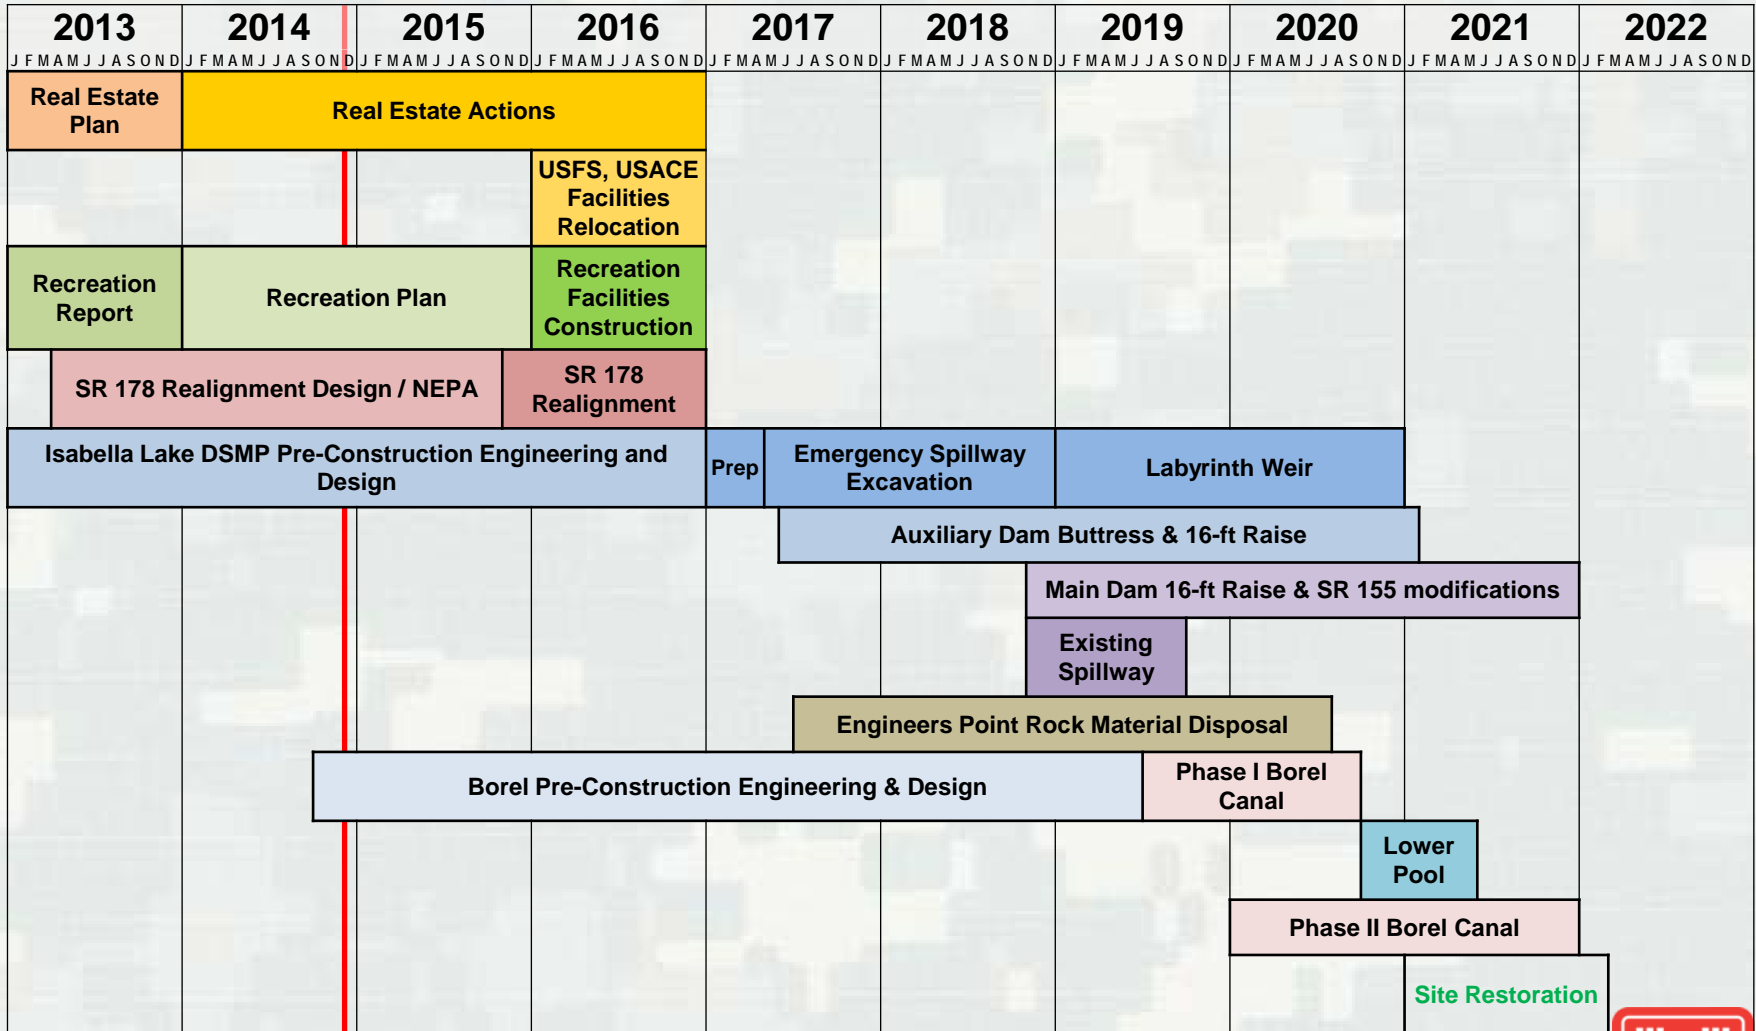 2013 2014 2015 2016 2017 2018 2019 2020 2021 2022
J F M A M J J A S O N D J F M A M J J A S O N D J F M A M J J A S O N D J F M A M J J A S O N D J F M A M J J A S O N D J F M A M J J A S O N D J F M A M J J A S O N D J F M A M J J A S O N D J F M A M J J A S O N D J F M A M J J A S O N D
Real Estate
Plan
Real Estate Actions
USFS, USACE
Facilities
Relocation
Recreation
Report
Recreation Plan
Recreation
Facilities
Construction
SR 178 Realignment Design / NEPA
SR 178
Realignment
Isabella Lake DSMP Pre-Construction Engineering and
Design
Prep
Emergency Spillway
Excavation
Labyrinth Weir
Auxiliary Dam Buttress & 16-ft Raise
Main Dam 16-ft Raise & SR 155 modifications
Existing
Spillway
Engineers Point Rock Material Disposal
Borel Pre-Construction Engineering & Design
Phase I Borel
Canal
Lower
Pool
Phase II Borel Canal
Site Restoration